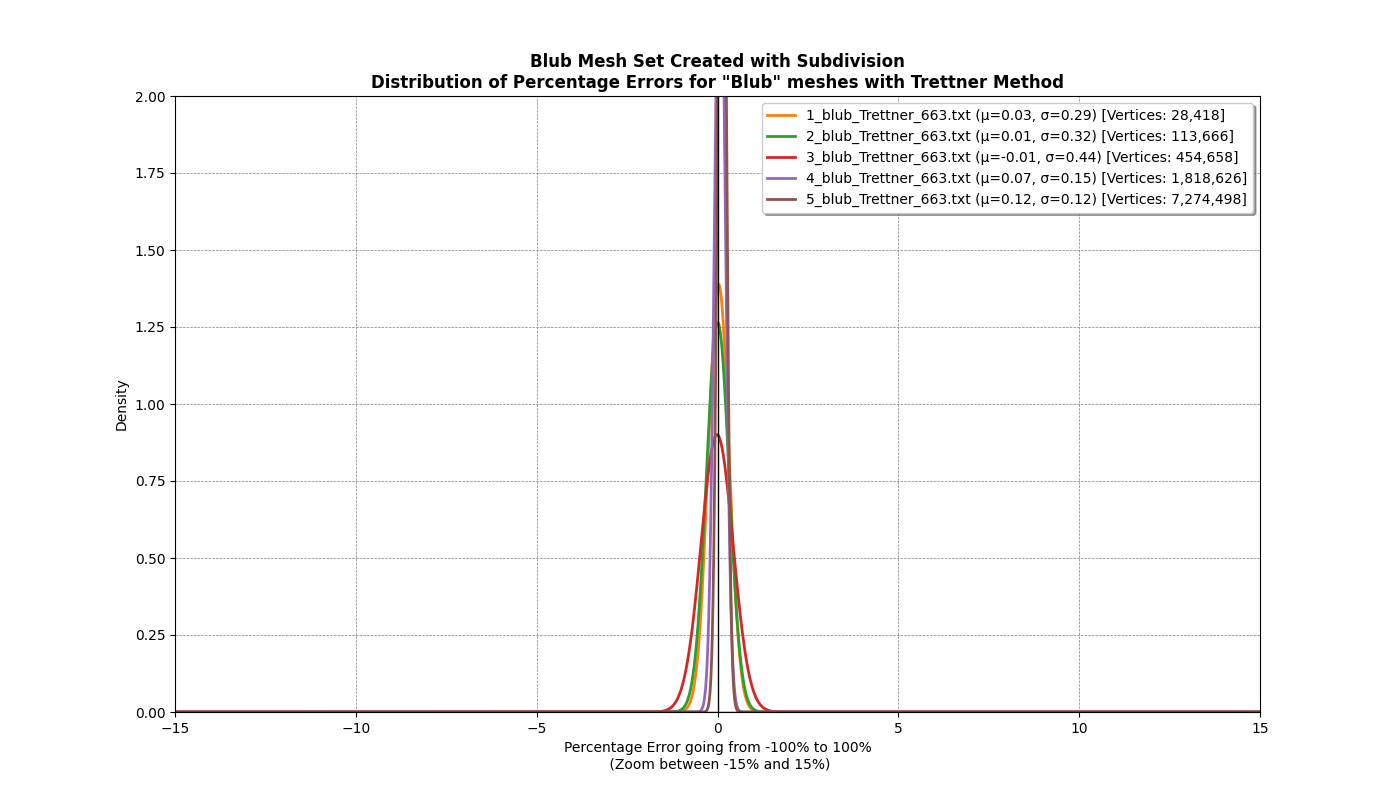 Blub Mesh Set Created with Subdivision
Distribution of Percentage Errors for "Blub" meshes with Trettner Method
2.00
1.75
1.50
1.25
1.00
0.75
0.50
0.25
0.00
Density
1_blub_Trettner_663.txt (μ=0.03, σ=0.29) [Vertices: 28,418]
2_blub_Trettner_663.txt (μ=0.01, σ=0.32) [Vertices: 113,666]
3_blub_Trettner_663.txt (μ=-0.01, σ=0.44) [Vertices: 454,658]
4_blub_Trettner_663.txt (μ=0.07, σ=0.15) [Vertices: 1,818,626]
5_blub_Trettner_663.txt (μ=0.12, σ=0.12) [Vertices: 7,274,498]
−15 −10 −5 0 5 10 15
Percentage Error going from -100% to 100%
(Zoom between -15% and 15%)